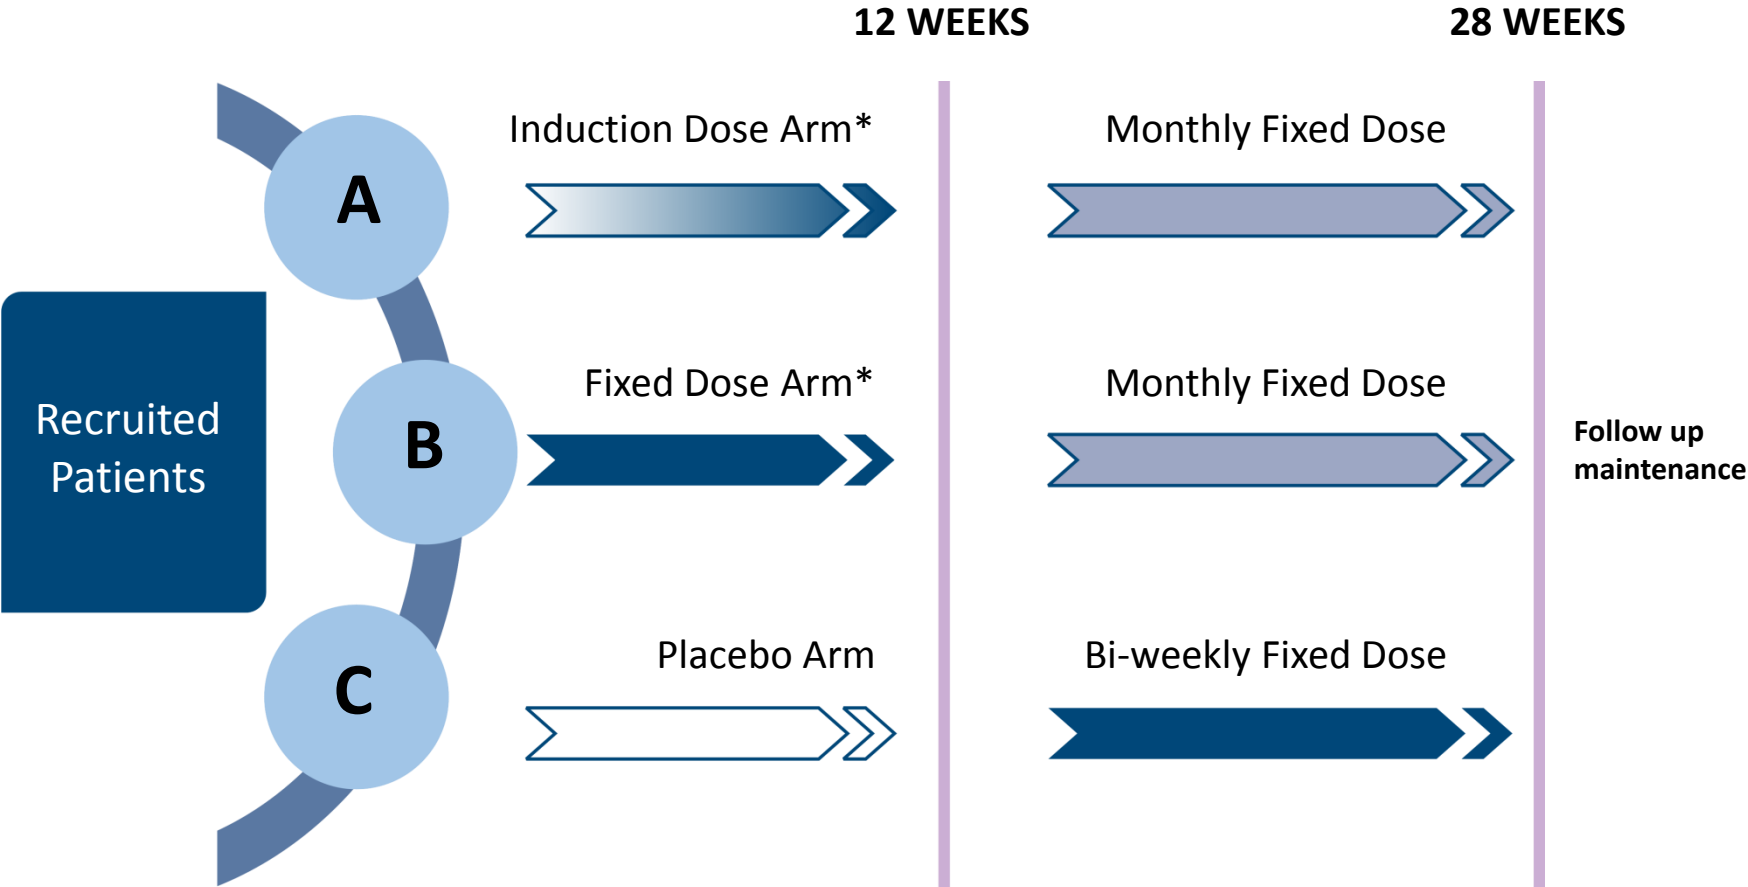 12 WEEKS
28 WEEKS
A
Induction Dose Arm*
Monthly Fixed Dose
Recruited
Patients
B
Fixed Dose Arm*
Monthly Fixed Dose
Follow up
maintenance
C
Placebo Arm
Bi-weekly Fixed Dose